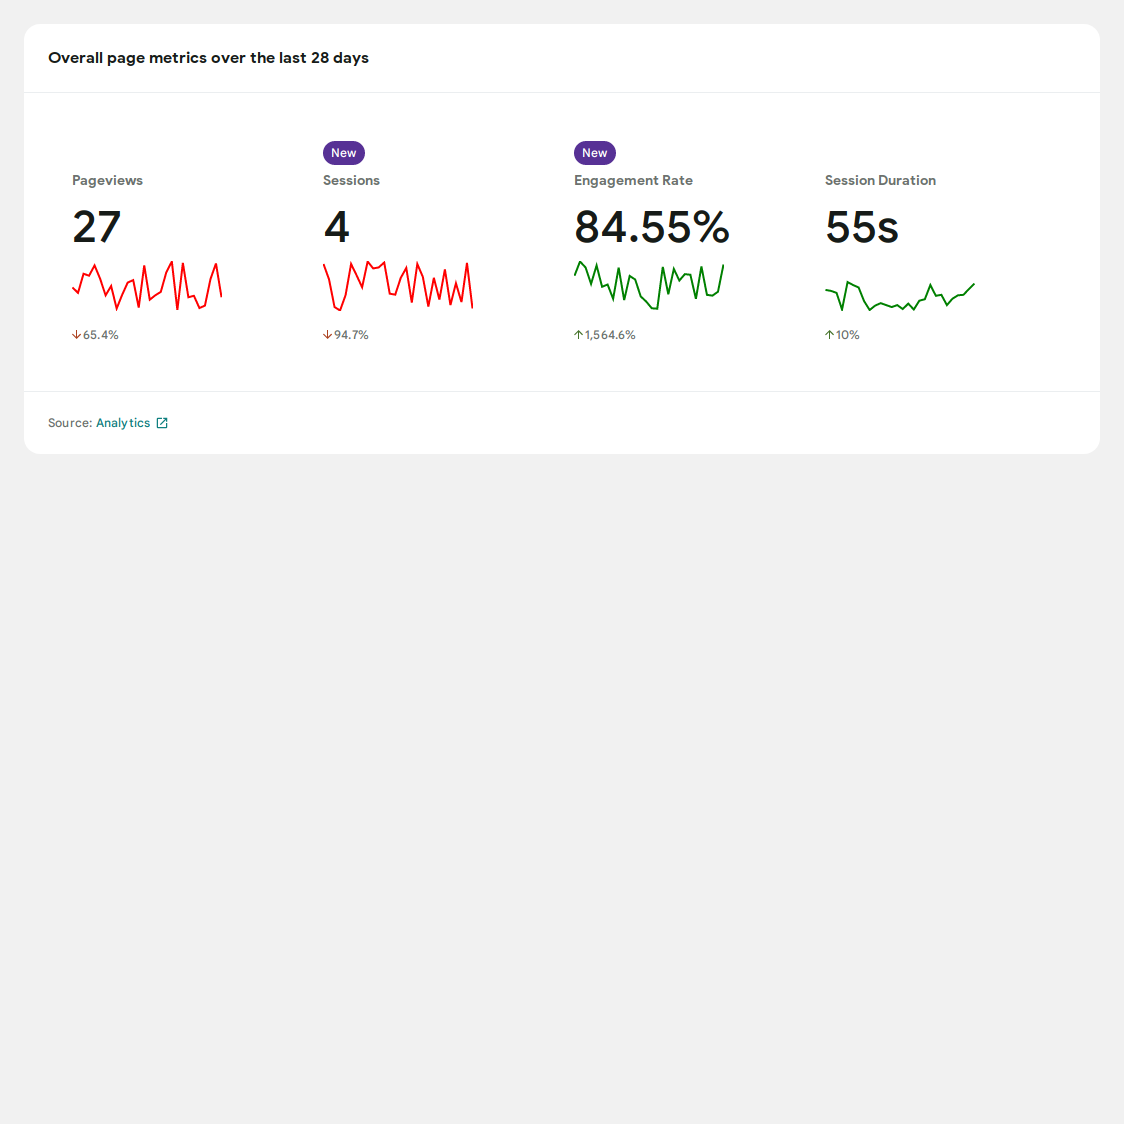 Overall page metrics over the last 28 days
Pageviews
27
65.4%
New
Sessions
4
94.7%
New
Engagement Rate
84.55%
1,564.6%
Session Duration
55s
10%
Source: Analytics